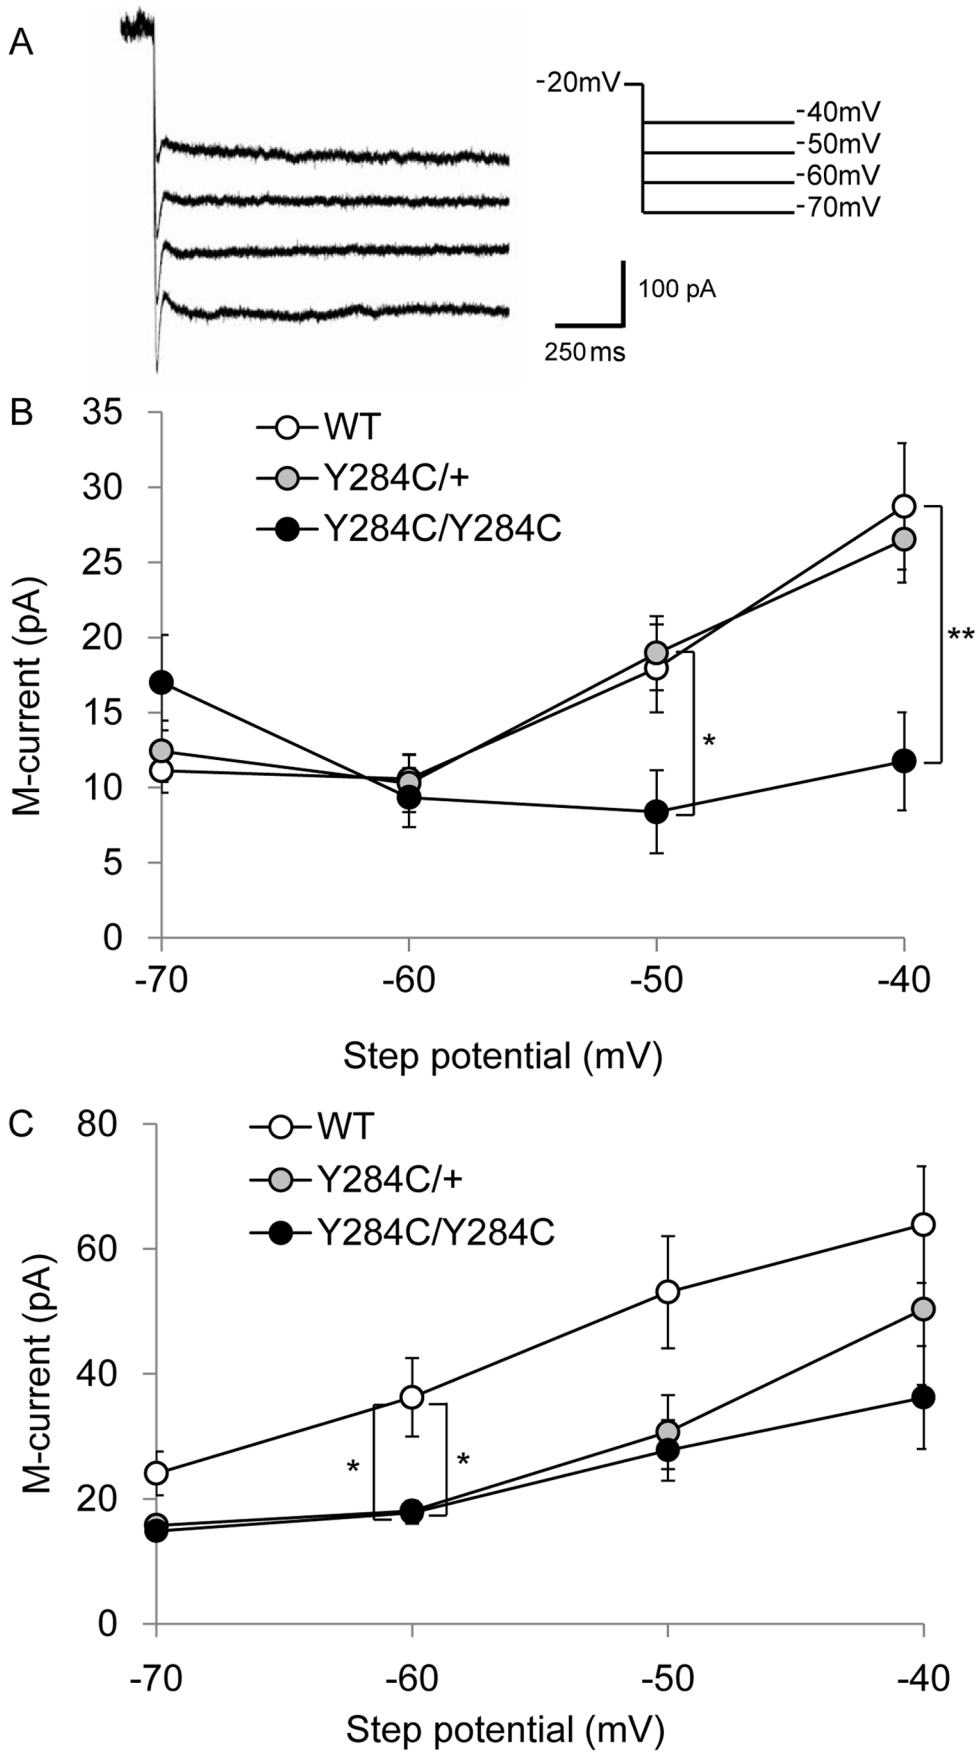 A
-20mV
-40mV
-50mV
-60mV
-70mV
100 pA
250 ms
B
35
30
25
20
15
10
5
0
M-current (pA)
WT
Y284C/+
Y284C/Y284C
*
**
-70 -60 -50 -40
Step potential (mV)
C
80
60
40
20
0
M-current (pA)
WT
Y284C/+
Y284C/Y284C
* *
-70 -60 -50 -40
Step potential (mV)